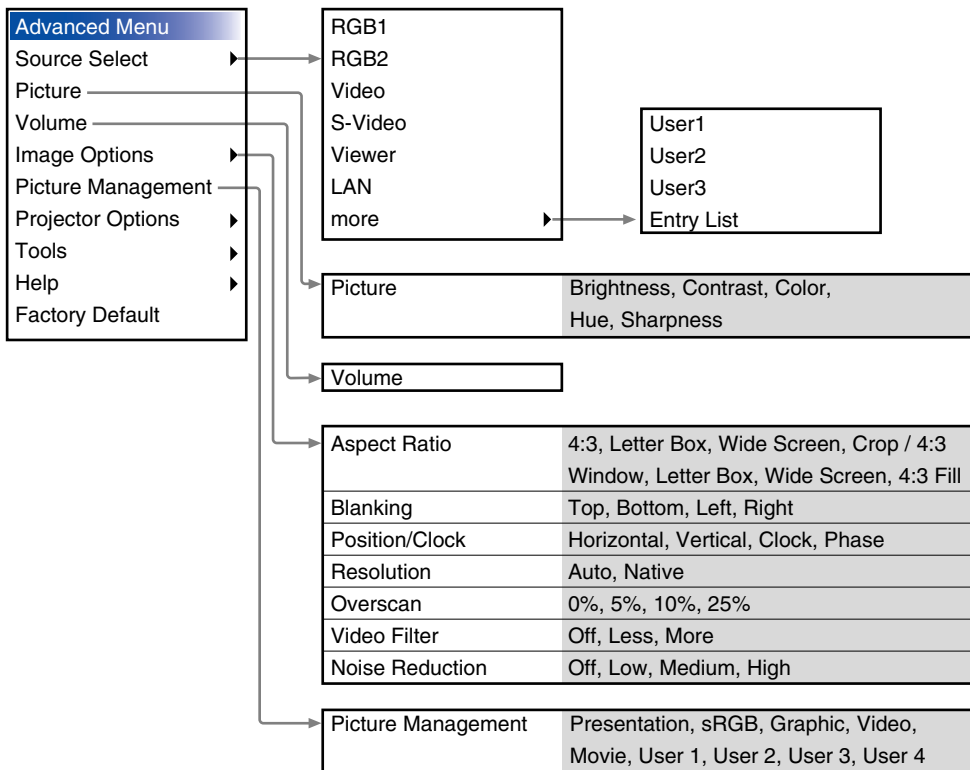 Advanced Menu
Source Select
Picture
Volume
Image Options
Picture Management
Projector Options
Tools
Help
Factory Default
RGB1
RGB2
Video
S-Video
Viewer
LAN
more
User1
User2
User3
Entry List
Picture
Brightness, Contrast, Color,
Hue, Sharpness
Volume
Aspect Ratio
4:3, Letter Box, Wide Screen, Crop / 4:3
Window, Letter Box, Wide Screen, 4:3 Fill
Blanking
Top, Bottom, Left, Right
Position/Clock
Horizontal, Vertical, Clock, Phase
Resolution
Auto, Native
Overscan
0%, 5%, 10%, 25%
Video Filter
Off, Less, More
Noise Reduction
Off, Low, Medium, High
Picture Management
Presentation, sRGB, Graphic, Video,
Movie, User 1, User 2, User 3, User 4